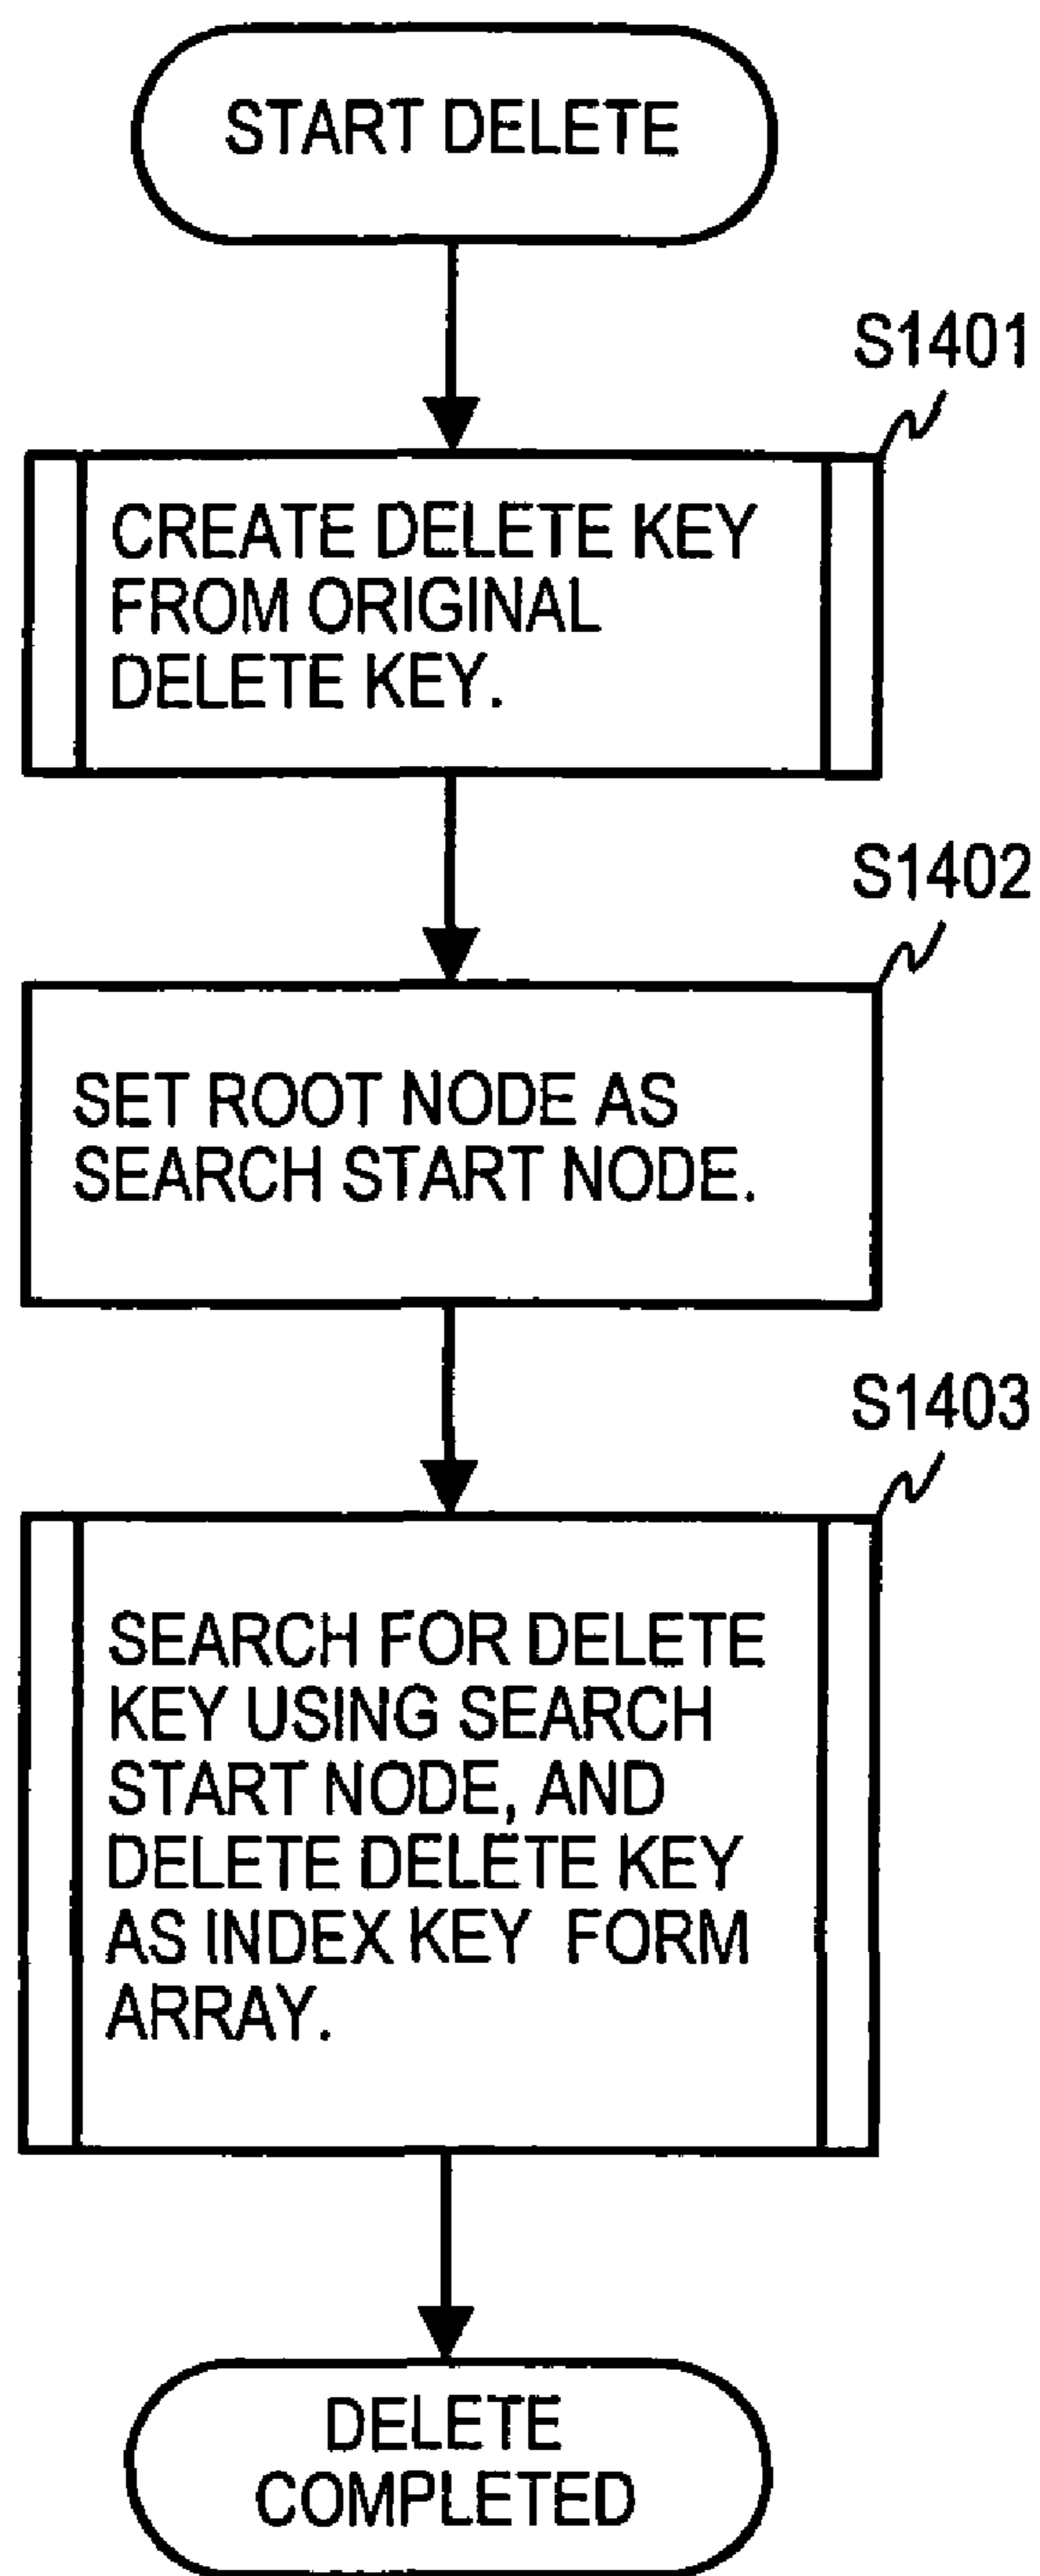 START DELETE
S1401
CREATE DELETE KEY
FROM ORIGINAL
DELETE KEY.
S1402
SET ROOT NODE AS
SEARCH START NODE.
S1403
SEARCH FOR DELETE
KEY USING SEARCH
START NODE, AND
DELETE DELETE KEY
AS INDEX KEY FORM
ARRAY.
DELETE
COMPLETED